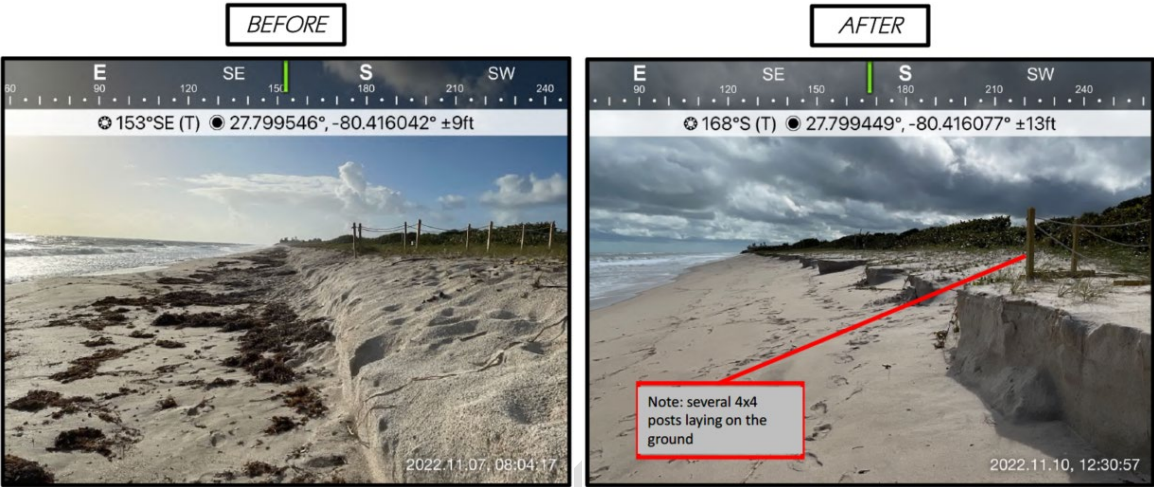 BEFORE
AFTER
E SE S SW
60 90 120 150 180 210 240
153°SE (T) 27.799546°, -80.416042° ±9ft
2022.11.07, 08:04:17
E SE S SW
90 120 150 180 210 240
168°S (T) 27.799449°, -80.416077° ±13ft
Note: several 4x4
posts laying on the
ground
2022.11.10, 12:30:57